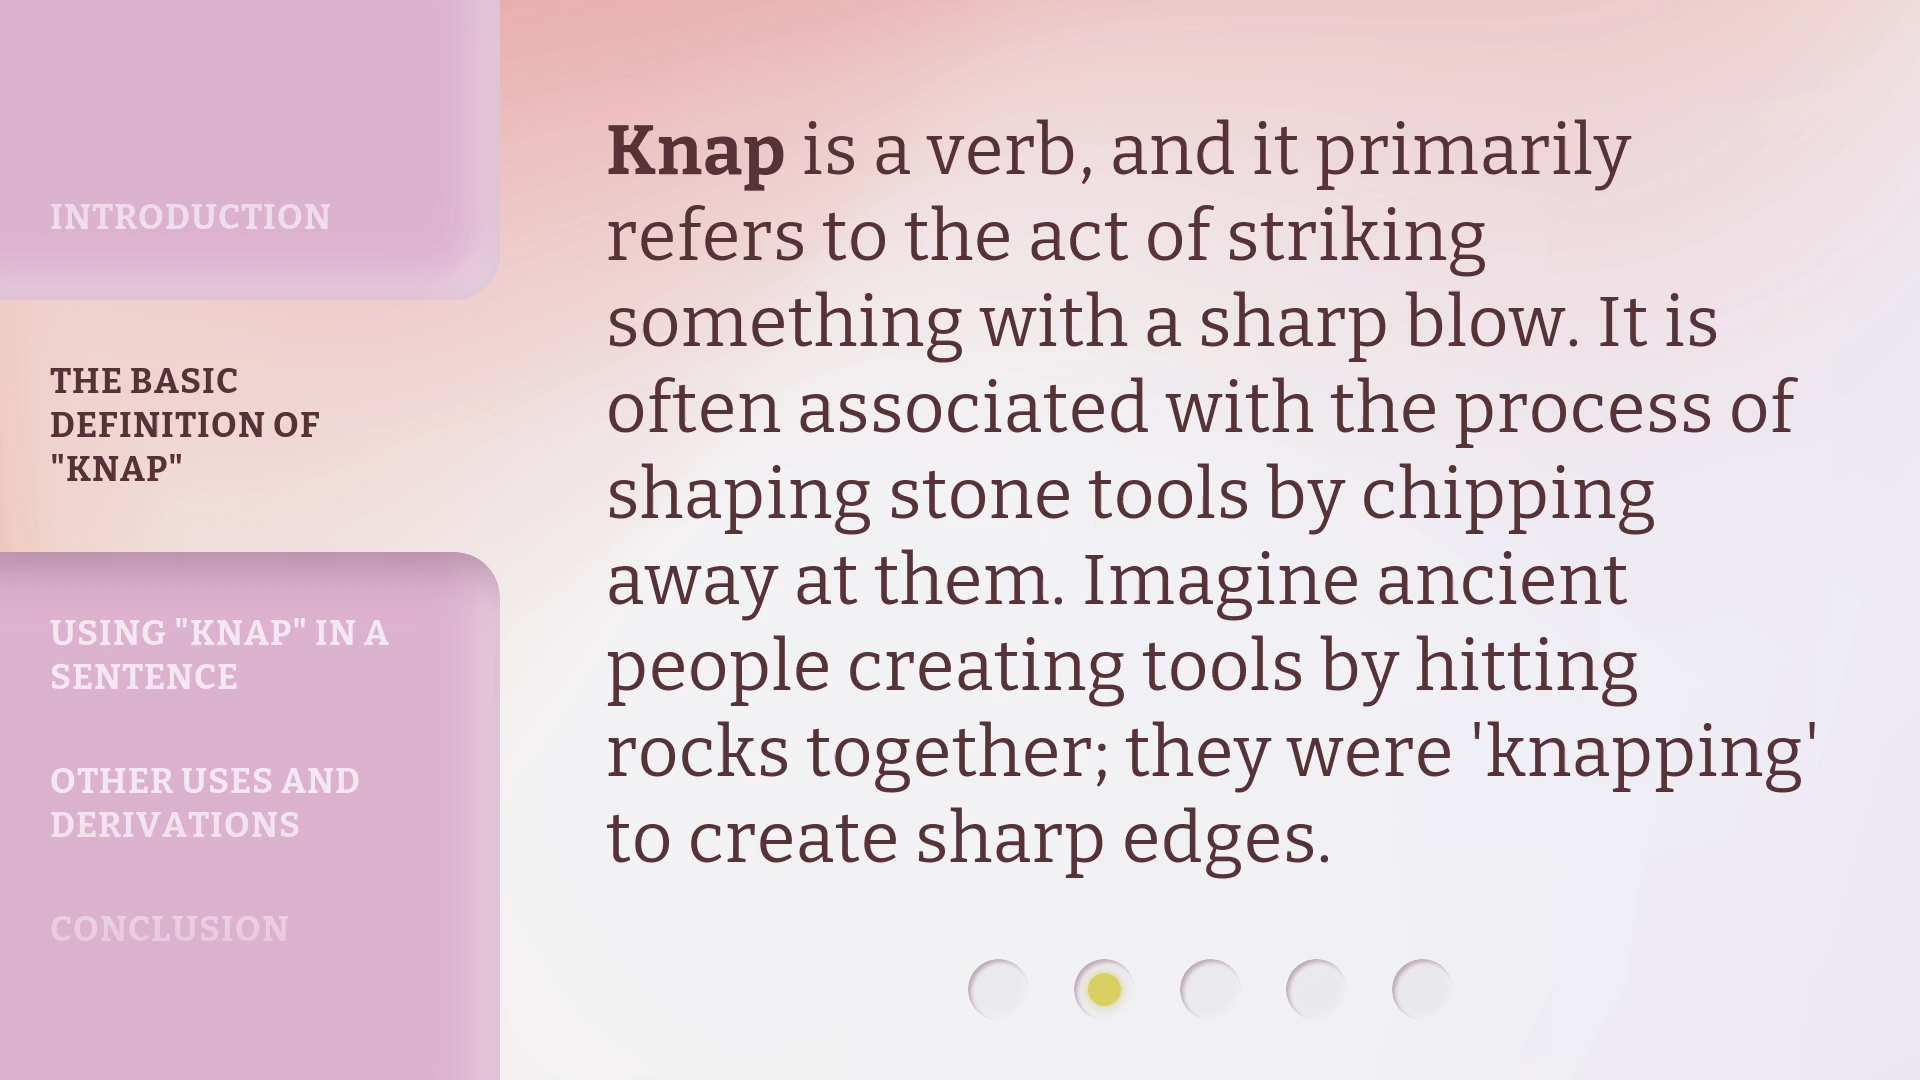 INTRODUCTION
THE BASIC
DEFINITION OF
"KNAP"
USING "KNAP" IN A
SENTENCE
OTHER USES AND
DERIVATIONS
CONCLUSION
Knap is a verb, and it primarily
refers to the act of striking
something with a sharp blow. It is
often associated with the process of
shaping stone tools by chipping
away at them. Imagine ancient
people creating tools by hitting
rocks together; they were 'knapping'
to create sharp edges.